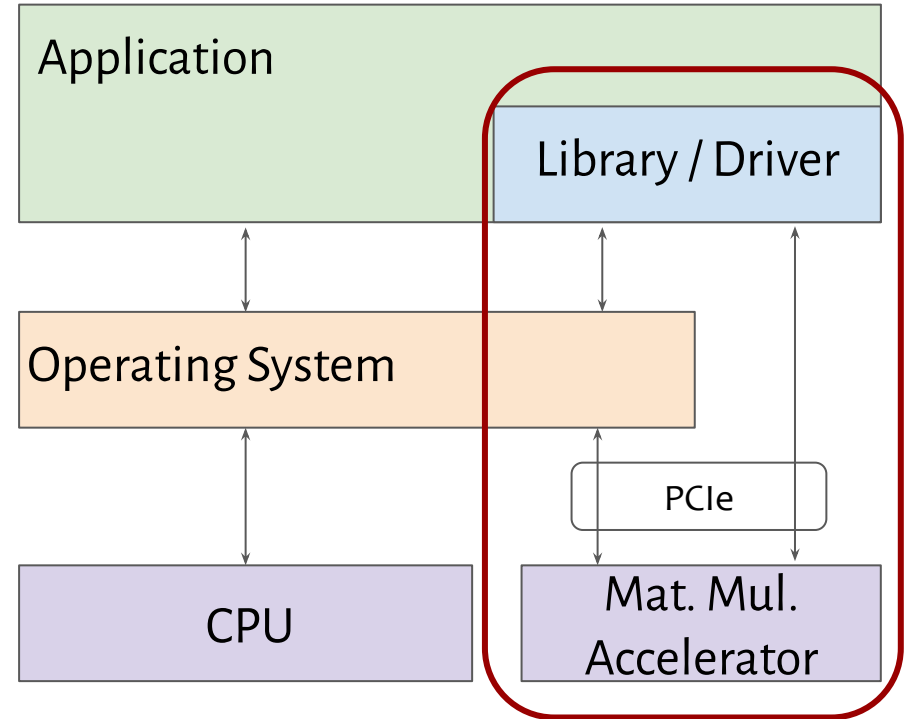 Application
Library / Driver
Operating System
PCIe
CPU
Mat. Mul.
Accelerator